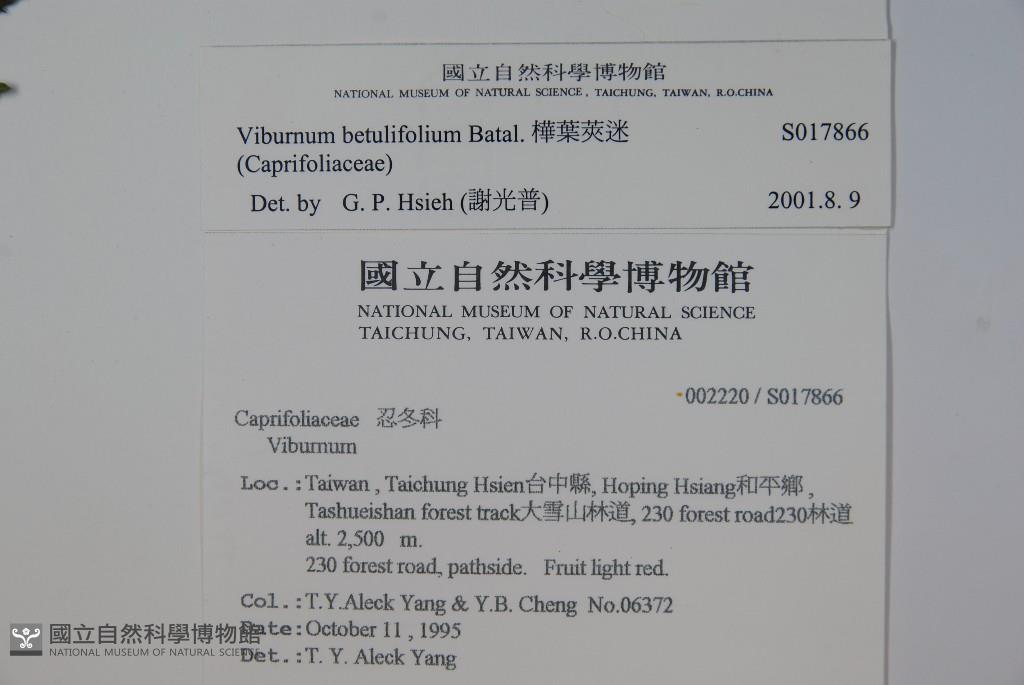 國立自然科學博物館
NATIONAL MUSEUM OF NATURAL SCIENCE, TAICHUNG, TAIWAN, R.O.CHINA
Viburnum betulifolium Batal. 樺葉莢迷 S017866
(Caprifoliaceae)
Det. by G. P. Hsieh (謝光普) 2001.8. 9
國立自然科學博物館
NATIONAL MUSEUM OF NATURAL SCIENCE
TAICHUNG, TAIWAN, R.O.CHINA
002220 / S017866
Caprifoliaceae 忍冬科
Viburnum
Loc.:Taiwan , Taichung Hsien台中縣, Hoping Hsiang和平鄉 ,
Tashueishan forest track大雪山林道, 230 forest road230林道
alt. 2,500 m.
230 forest road, pathside. Fruit light red.
Col.:T.Y.Aleck Yang & Y.B. Cheng No.06372
Date:October 11 , 1995
Det.:T. Y. Aleck Yang
國立自然科學博物館
NATIONAL MUSEUM OF NATURAL SCIENCE